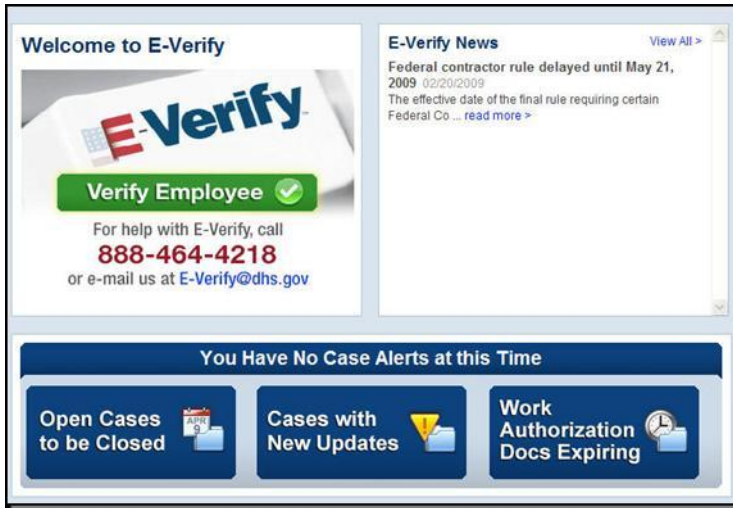 Welcome to E-Verify
E-Verify
Verify Employee
For help with E-Verify, call
888-464-4218
or e-mail us at E-Verify@dhs.gov
E-Verify News
View All >
Federal contractor rule delayed until May 21,
2009 02/20/2009
The effective date of the final rule requiring certain
Federal Co ... read more >
You Have No Case Alerts at this Time
Open Cases
to be Closed
APR
9
Cases with
New Updates
Work
Authorization
Docs Expiring